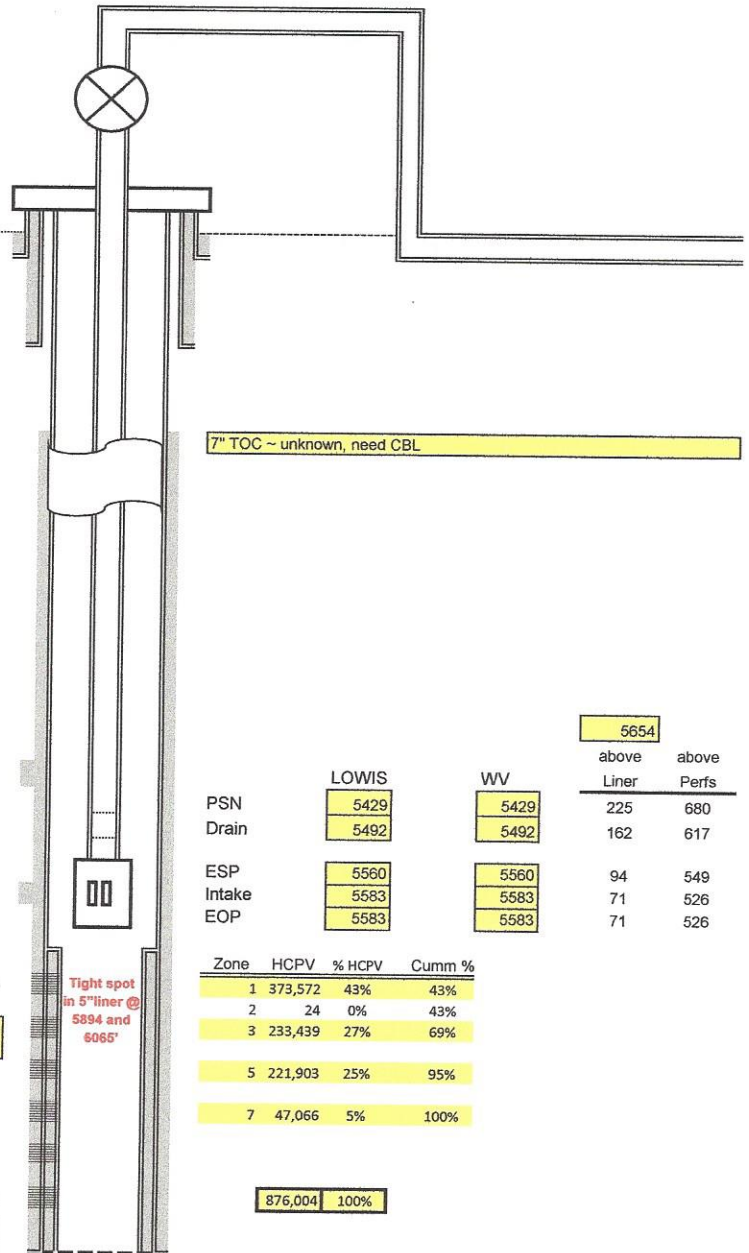 7" TOC ~ unknown, need CBL
5654
above above
LOWIS WV Liner Perfs
PSN 5429 5429 225 680
Drain 5492 5492 162 617
ESP 5560 5560 94 549
Intake 5583 5583 71 526
EOP 5583 5583 71 526
Zone HCPV % HCPV Cumm %
1 373,572 43% 43%
2 24 0% 43%
3 233,439 27% 69%
5 221,903 25% 95%
7 47,066 5% 100%
876,004 100%
Tight spot
in 5"liner @
5894 and
6065'